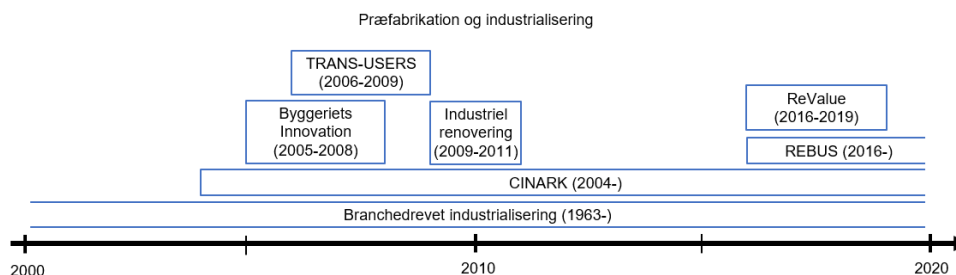 Præfabrikation og industrialisering
TRANS-USERS
(2006-2009)
Byggeriets
Innovation
(2005-2008)
Industriel
renovering
(2009-2011)
ReValue
(2016-2019)
REBUS (2016-)
CINARK (2004-)
Branchedrevet industrialisering (1963-)
2000
2010
2020